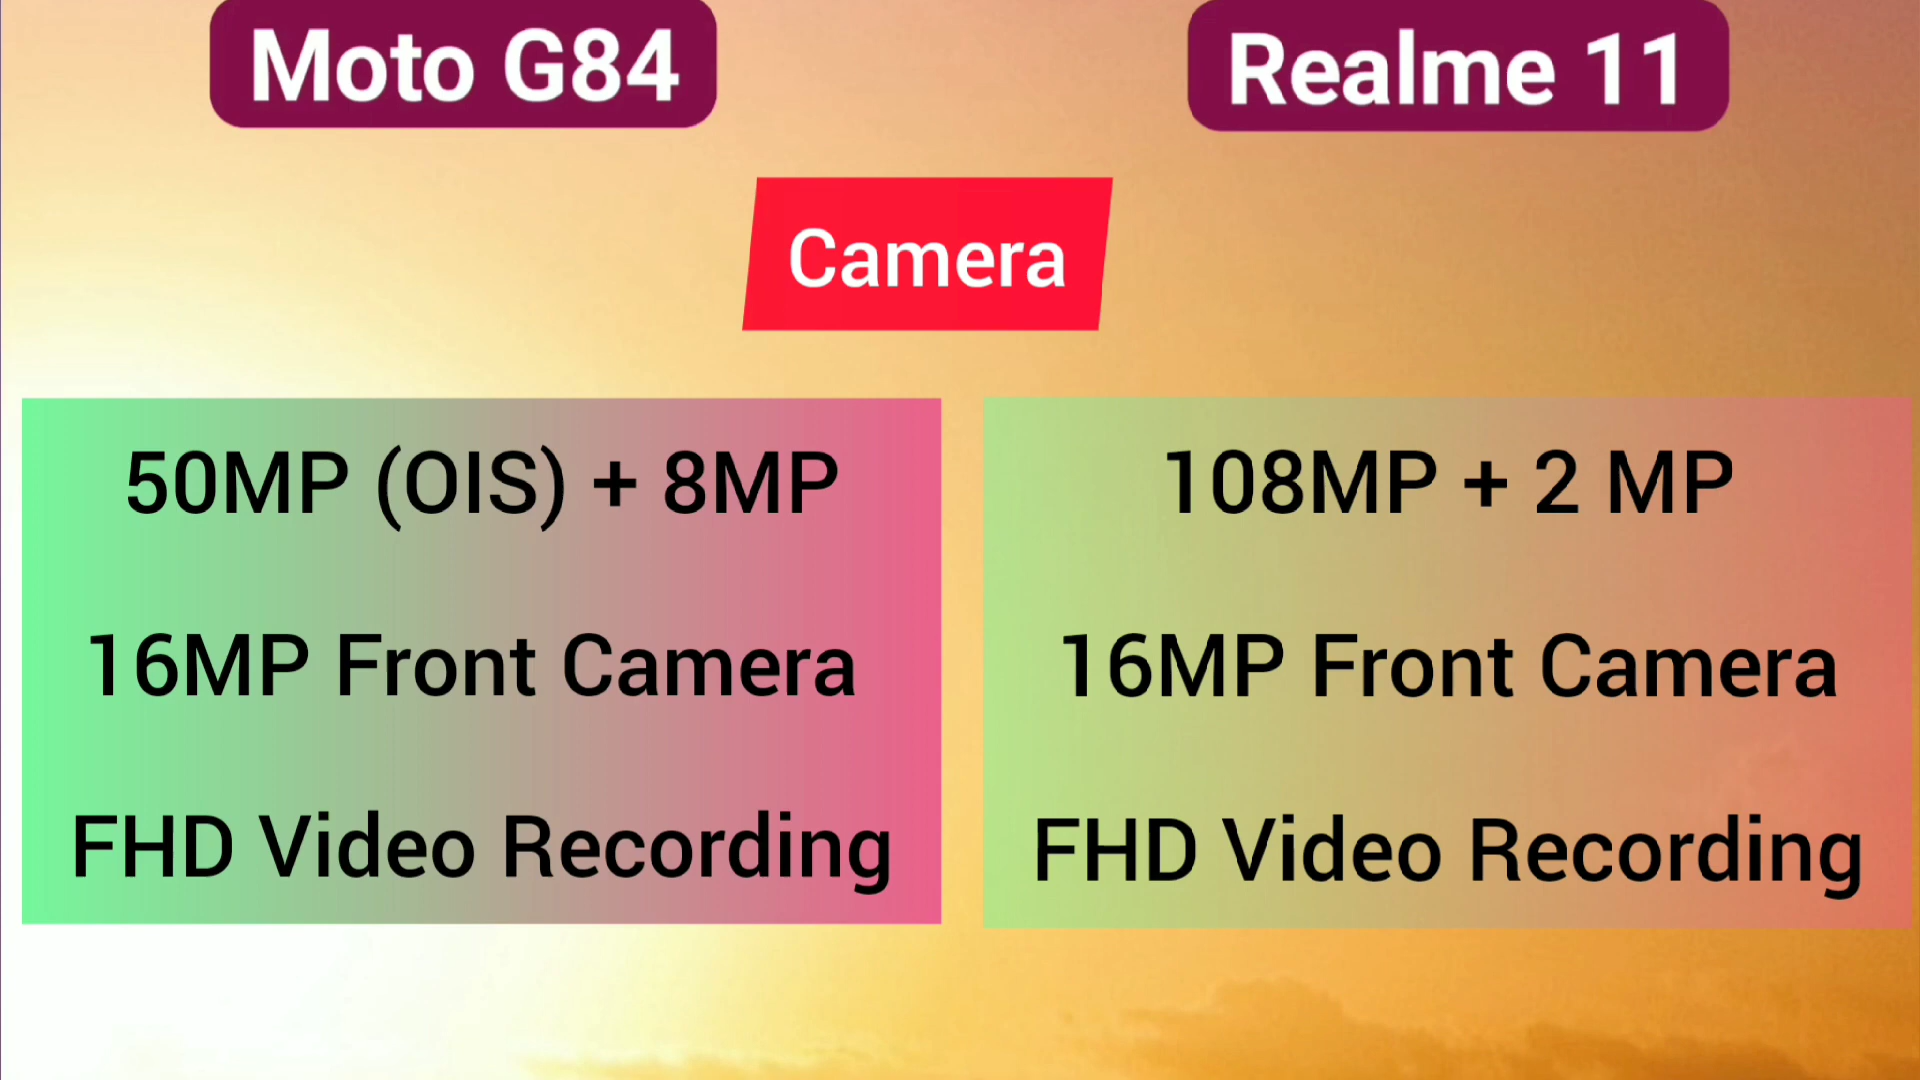 Moto G84
Realme 11
Camera
50MP (OIS) + 8MP
16MP Front Camera
FHD Video Recording
108MP + 2 MP
16MP Front Camera
FHD Video Recording